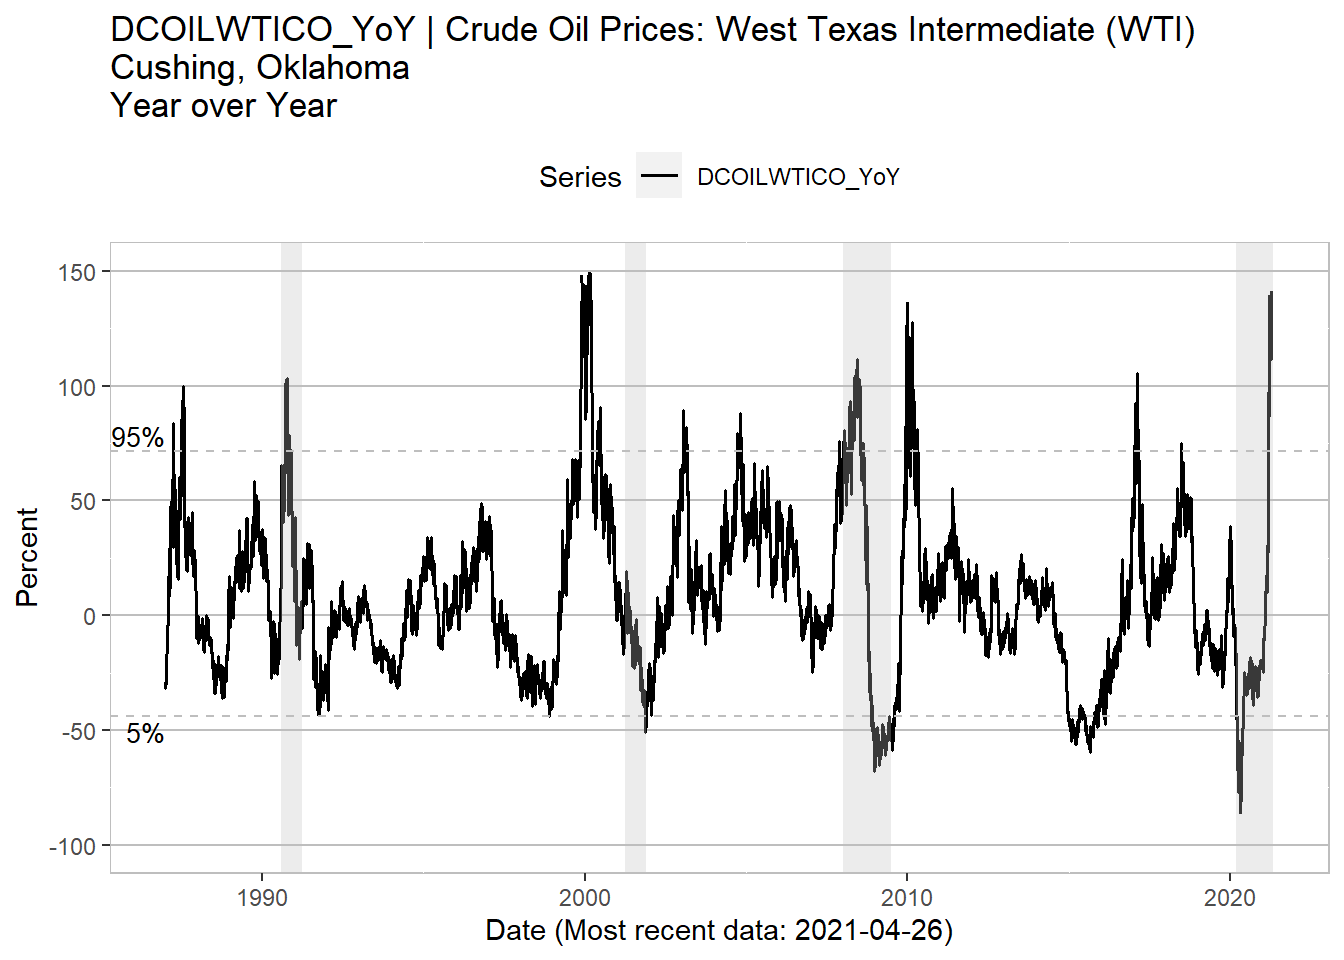 DCOILWTICO_YoY | Crude Oil Prices: West Texas Intermediate (WTI)
Cushing, Oklahoma
Year over Year
Series
DCOILWTICO_YoY
150
100
95%
50
0
5%
-50
-100
Percent
1990
2000
2010
2020
Date (Most recent data: 2021-04-26)